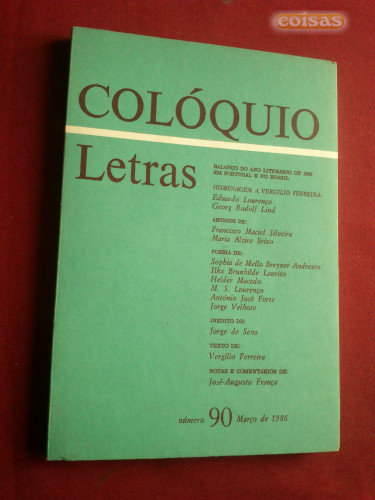 coisas
COLÓQUIO
Letras
BALANÇO DO ANO LITERÁRIO DE 1985
EM PORTUGAL E NO BRASIL
HOMENAGEM A VERGÍLIO FERREIRA:
Eduardo Lourenço
Georg Rudolf Lind
ARTIGOS DE:
Francisco Maciel Silveira
Maria Alzira Seixo
POESIA DE:
Sophia de Mello Breyner Andresen
Ilka Brunhilde Laurito
Helder Macedo
M. S. Lourenço
António José Forte
Jorge Velhote
INÉDITO DE:
Jorge de Sena
TEXTO DE:
Vergílio Ferreira
NOTAS E COMENTÁRIOS DE:
José-Augusto França
número 90 Março de 1986